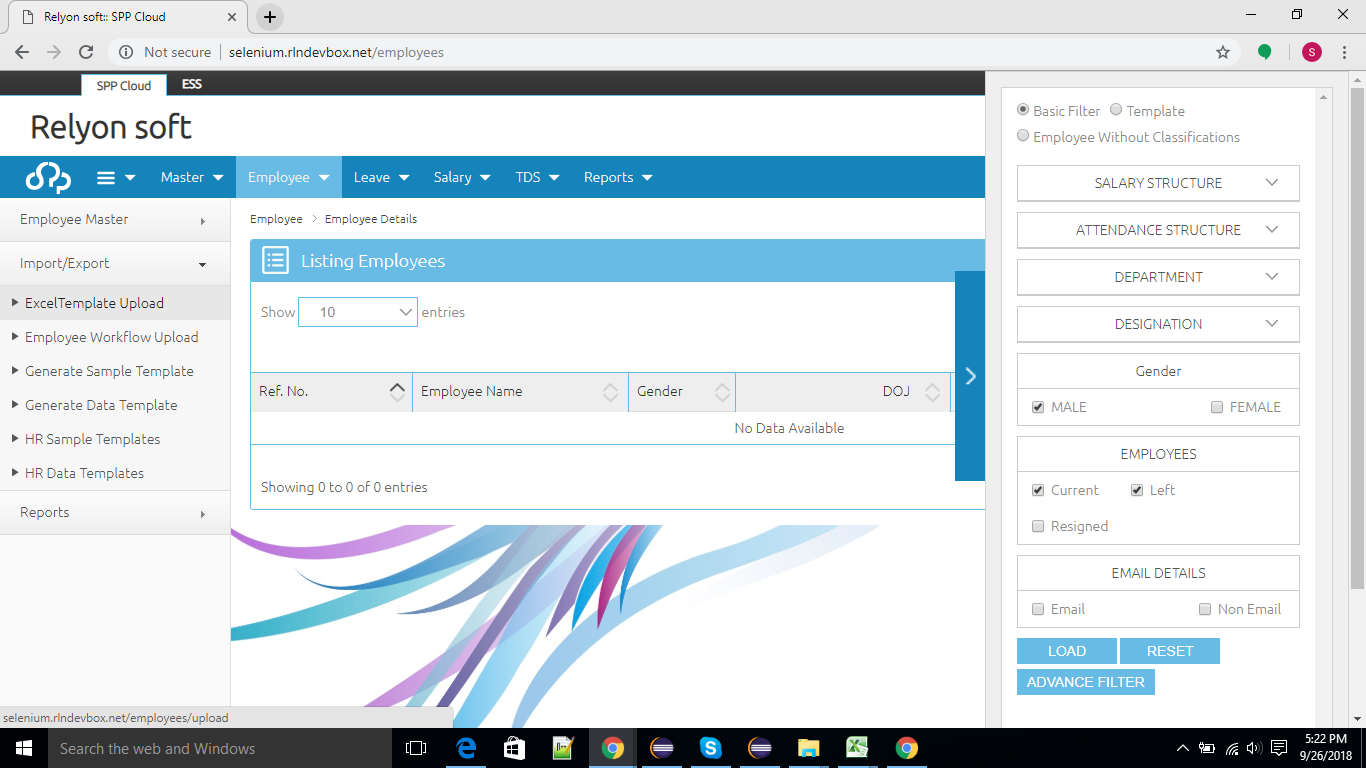 Relyon soft:: SPP Cloud
Not secure selenium.rlndevbox.net/employees
S
SPP Cloud ESS
Relyon soft
Master Employee Leave Salary TDS Reports
Employee Master
Import/Export
ExcelTemplate Upload
Employee Workflow Upload
Generate Sample Template
Generate Data Template
HR Sample Templates
HR Data Templates
Reports
Employee > Employee Details
Listing Employees
Show 10 entries
Ref. No. Employee Name Gender DOJ
No Data Available
Showing 0 to 0 of 0 entries
Basic Filter Template
Employee Without Classifications
SALARY STRUCTURE
ATTENDANCE STRUCTURE
DEPARTMENT
DESIGNATION
Gender
MALE FEMALE
EMPLOYEES
Current Left
Resigned
EMAIL DETAILS
Email Non Email
LOAD RESET
ADVANCE FILTER
selenium.rlndevbox.net/employees/upload
Search the web and Windows
5:22 PM
9/26/2018